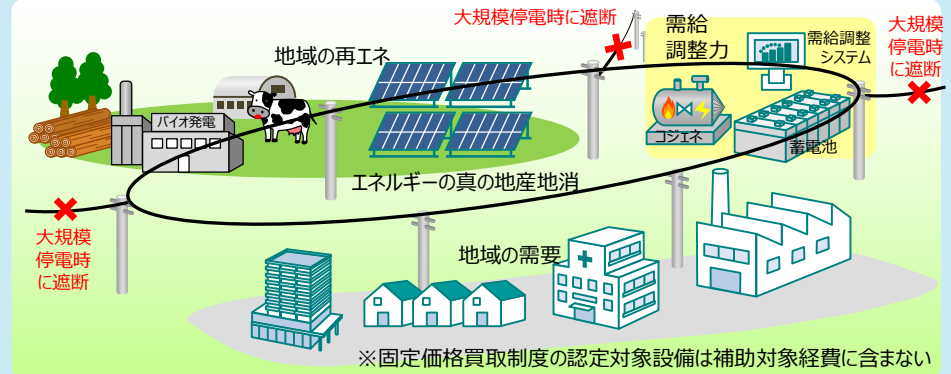 大規模停電時に遮断
需給
調整力
需給調整
システム
大規模
停電時
に遮断
地域の再エネ
バイオ発電
コジェネ
蓄電池
エネルギーの真の地産地消
大規模
停電時
に遮断
地域の需要
※固定価格買取制度の認定対象設備は補助対象経費に含まない